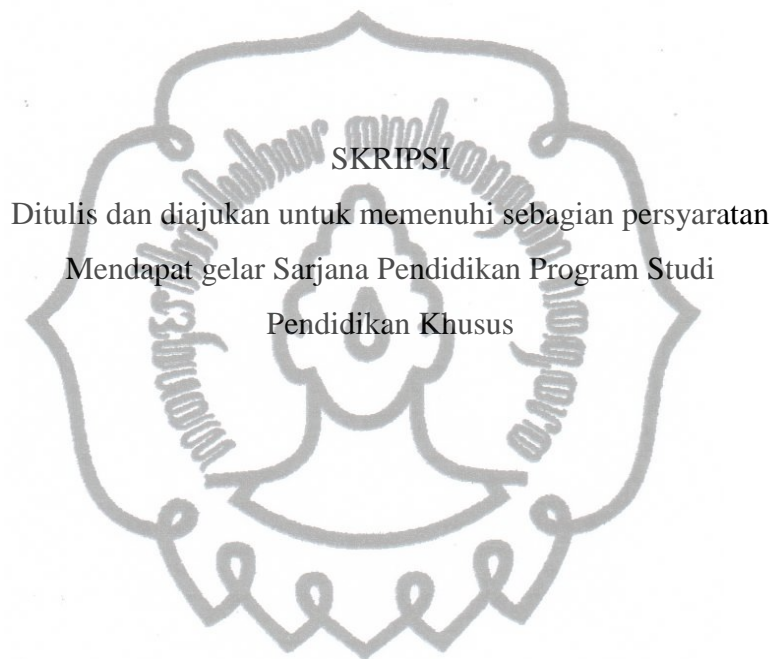 SKRIPSI
Ditulis dan diajukan untuk memenuhi sebagian persyaratan
Mendapat gelar Sarjana Pendidikan Program Studi
Pendidikan Khusus